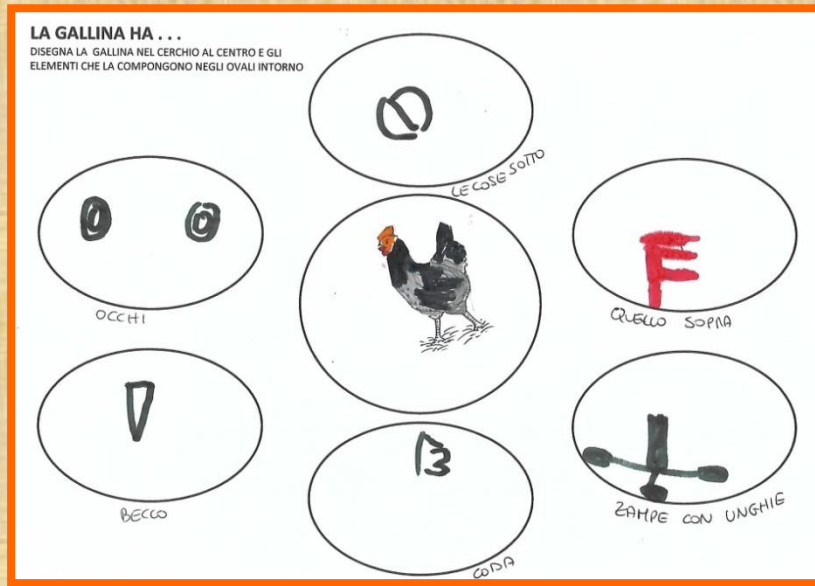 LA GALLINA HA . . .
DISEGNA LA GALLINA NEL CERCHIO AL CENTRO E GLI
ELEMENTI CHE LA COMPONGONO NEGLI OVALI INTORNO
LE COSE SOTTO
OCCHI
QUELLO SOPRA
BECCO
ZAMPE CON UNGHIE
CODA